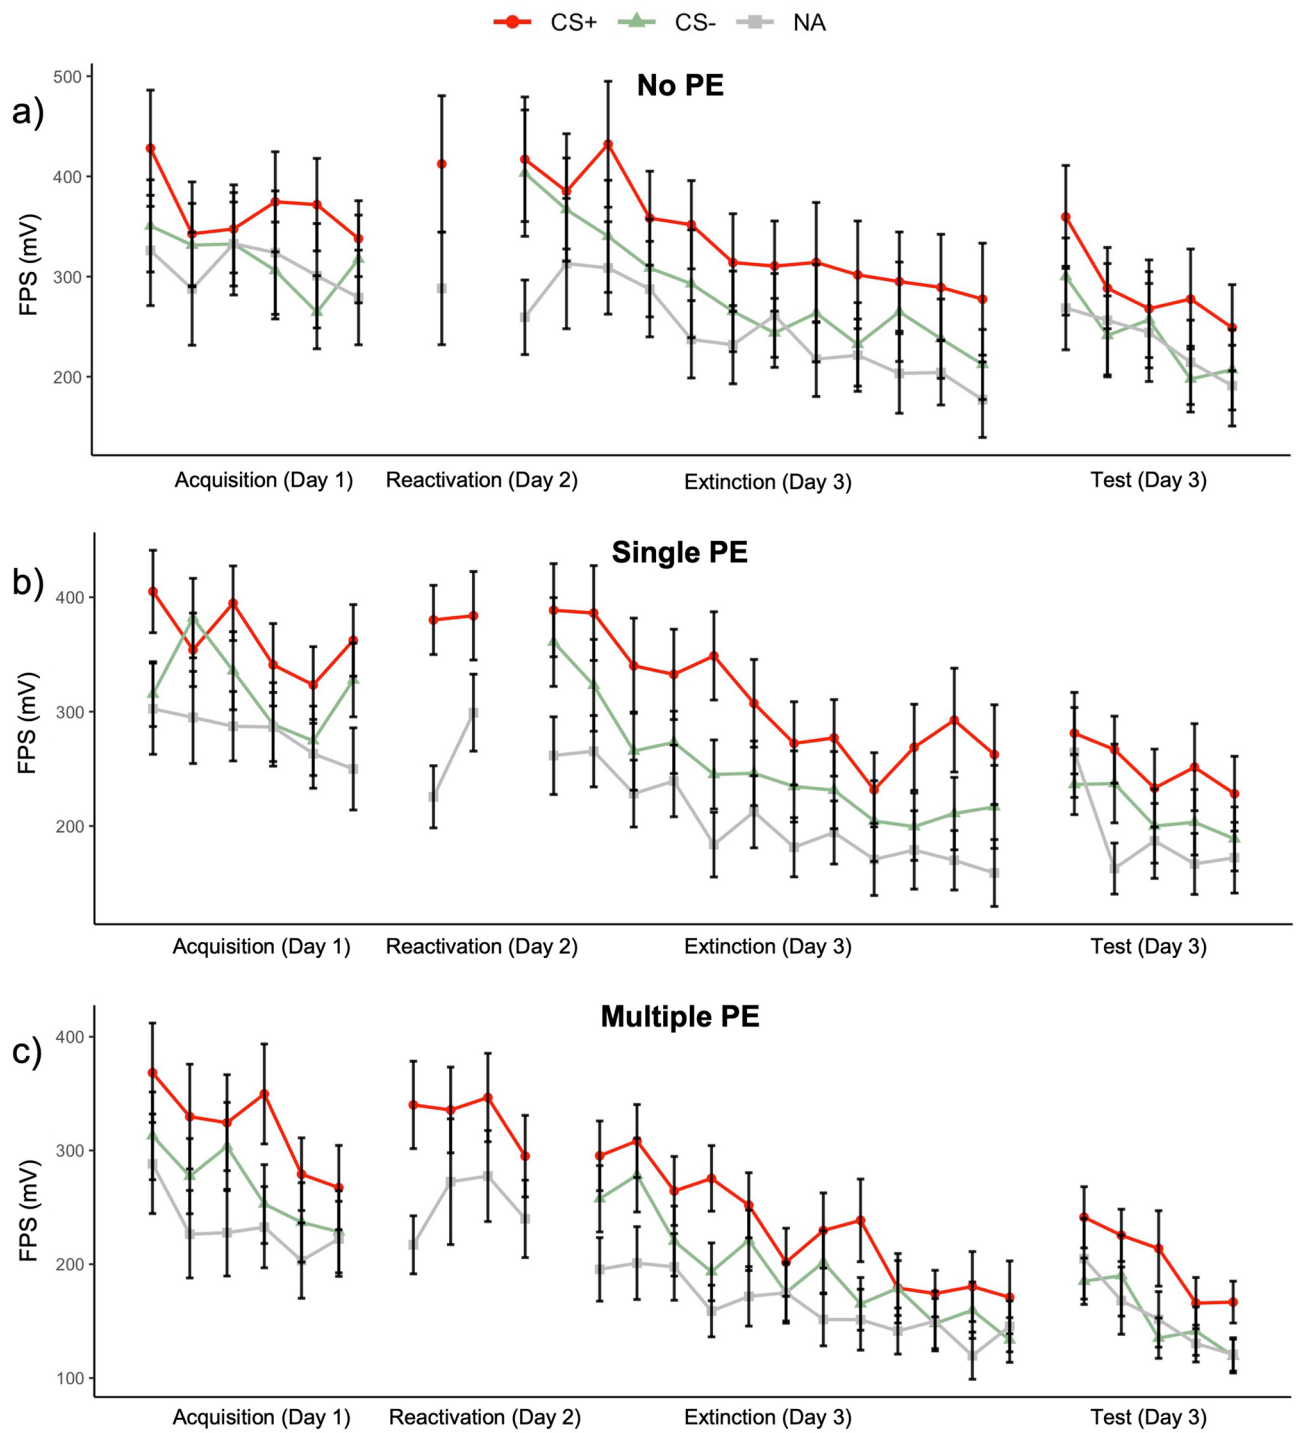 CS+ CS- NA
a)
No PE
FPS (mV)
500
400
300
200
Acquisition (Day 1) Reactivation (Day 2) Extinction (Day 3) Test (Day 3)
b)
Single PE
FPS (mV)
400
300
200
Acquisition (Day 1) Reactivation (Day 2) Extinction (Day 3) Test (Day 3)
c)
Multiple PE
FPS (mV)
400
300
200
100
Acquisition (Day 1) Reactivation (Day 2) Extinction (Day 3) Test (Day 3)